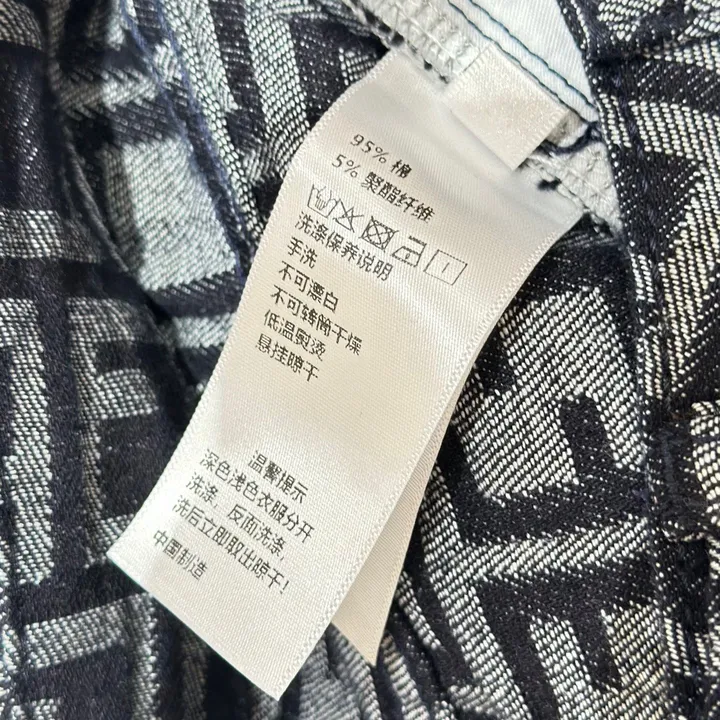 95% 棉
5% 聚酯纤维
洗涤保养说明
手洗
不可漂白
不可转筒干燥
低温熨烫
悬挂晾干
温馨提示
深色浅色衣服分开
洗涤，反面洗涤，
洗后立即取出晾干！
中国制造